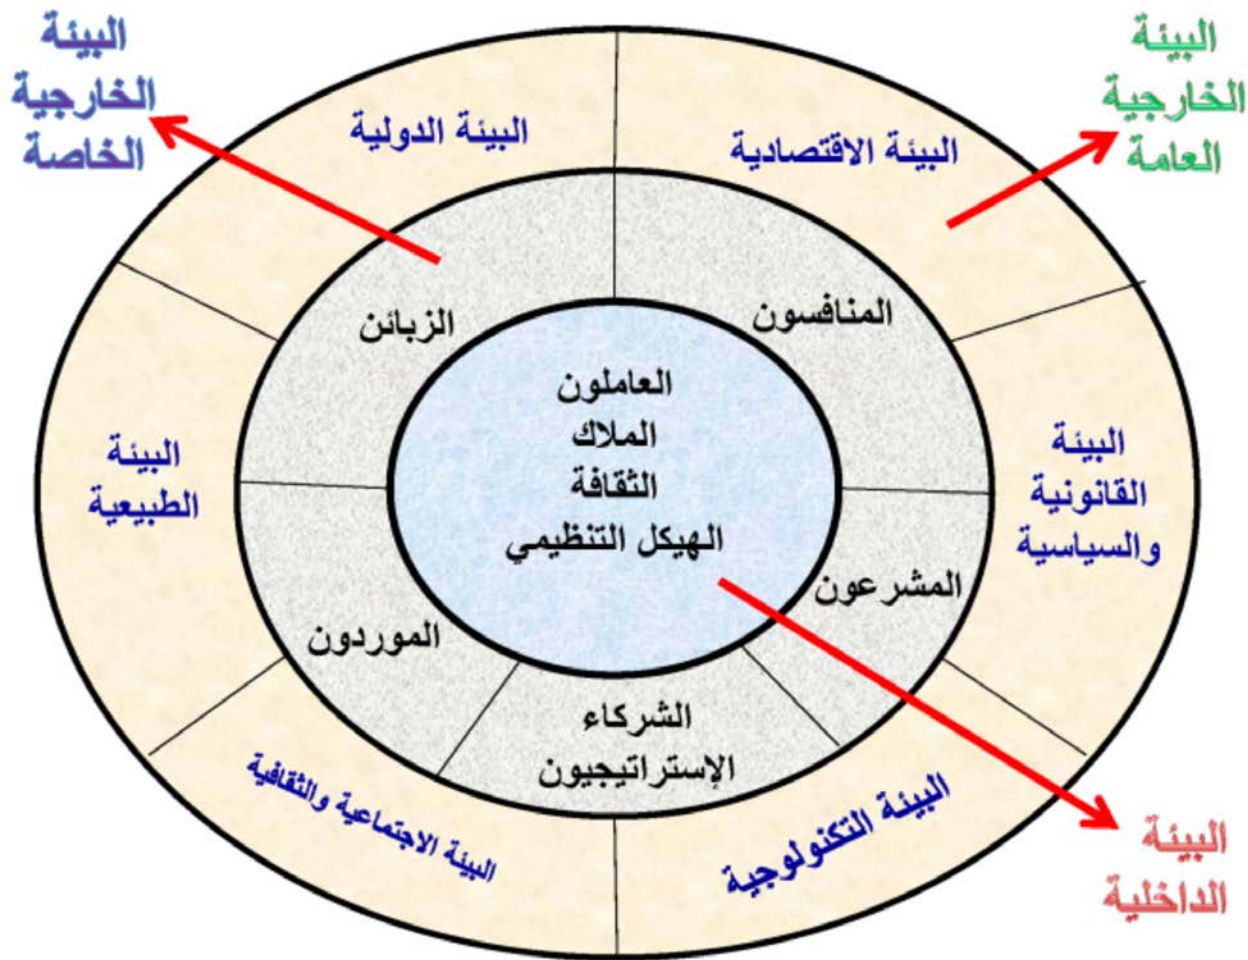 البيئة
الخارجية
العامة
البيئة
الخارجية
الخاصة
البيئة الاقتصادية
البيئة الدولية
المنافسون
الزبائن
العاملون
الملاك
الثقافة
الهيكل التنظيمي
البيئة
القانونية
والسياسية
البيئة
الطبيعية
المشرعون
الموردون
الشركاء
الإستراتيجيون
البيئة التكنولوجية
البيئة الاجتماعية والثقافية
البيئة
الداخلية